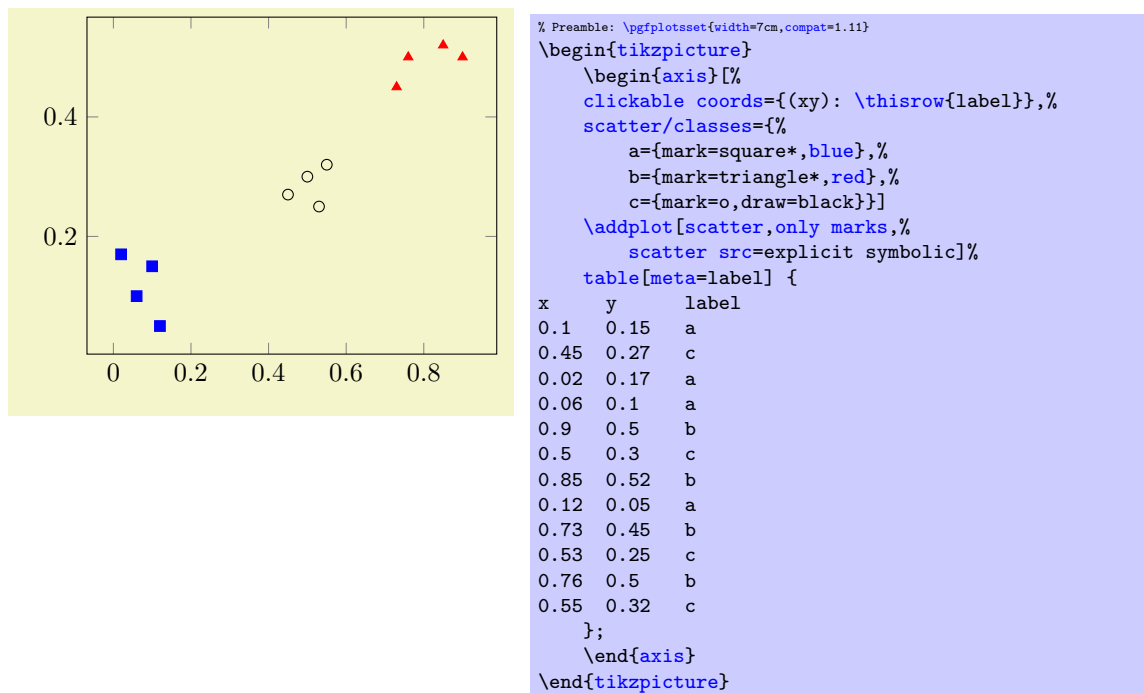 0.4
0.2
0 0.2 0.4 0.6 0.8
% Preamble: \pgfplotsset{width=7cm,compat=1.11}
\begin{tikzpicture}
    \begin{axis}[%
    clickable coords={(xy): \thisrow{label}},%
    scatter/classes={%
        a={mark=square*,blue},%
        b={mark=triangle*,red},%
        c={mark=o,draw=black}}]
    \addplot[scatter,only marks,%
        scatter src=explicit symbolic]%
    table[meta=label] {
x     y      label
0.1   0.15   a
0.45  0.27   c
0.02  0.17   a
0.06  0.1    a
0.9   0.5    b
0.5   0.3    c
0.85  0.52   b
0.12  0.05   a
0.73  0.45   b
0.53  0.25   c
0.76  0.5    b
0.55  0.32   c
    };
    \end{axis}
\end{tikzpicture}